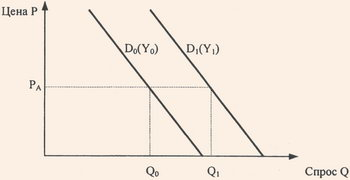 Цена P
D₀(Y₀) D₁(Y₁)
P_A
Q₀ Q₁ Спрос Q